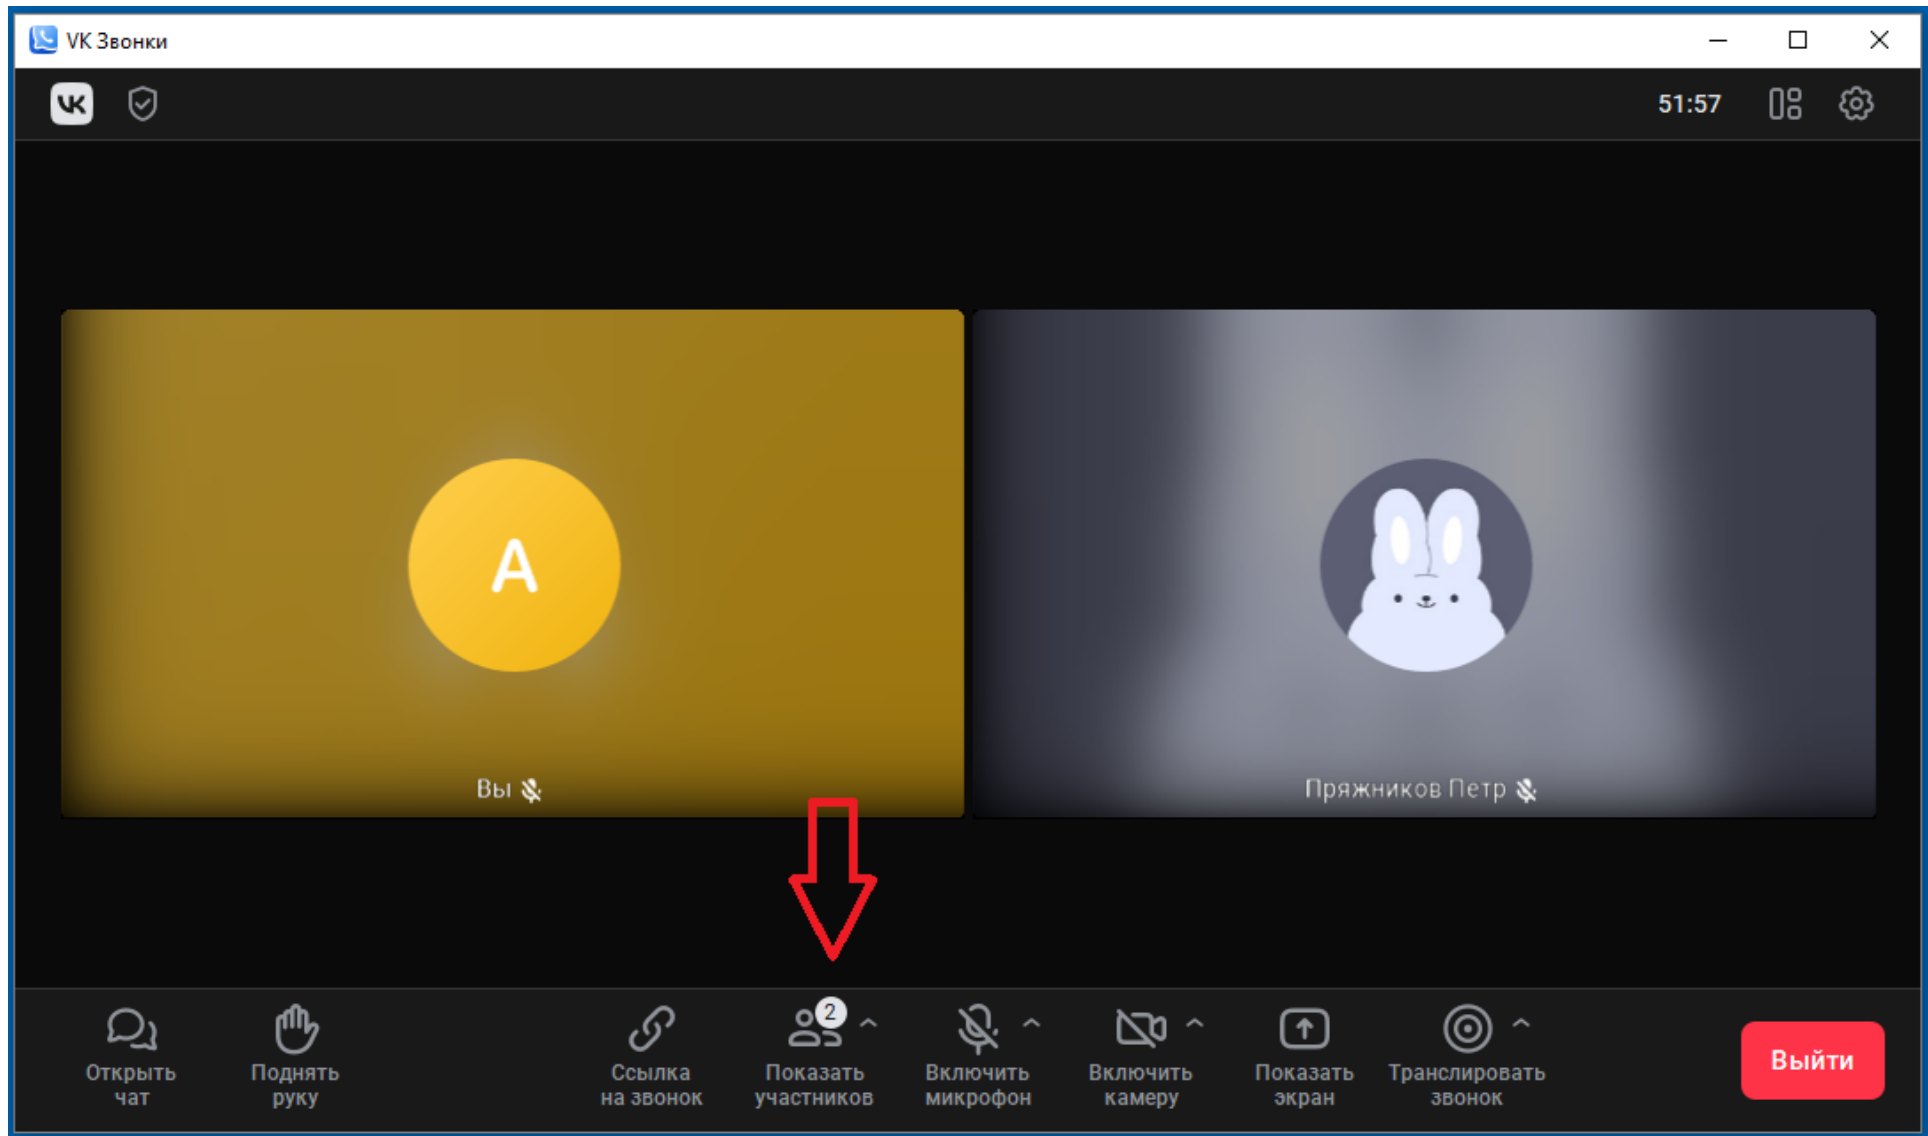 VK Звонки
VK
51:57
А
Вы
Пряжников Петр
2
Открыть
чат
Поднять
руку
Ссылка
на звонок
Показать
участников
Включить
микрофон
Включить
камеру
Показать
экран
Транслировать
звонок
Выйти